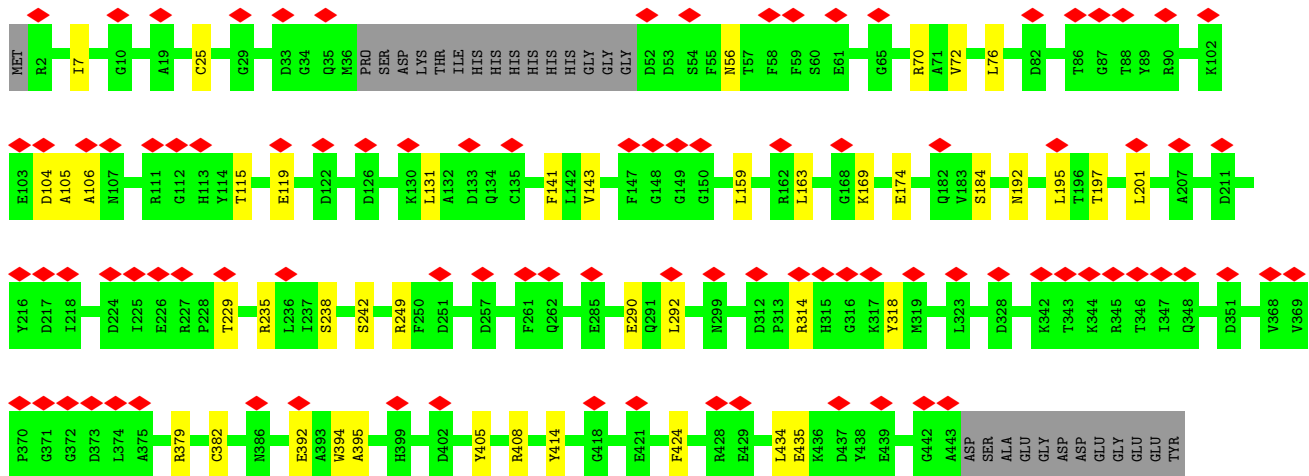 MET R2 I7 G10 A19 C25 G29 D33 G34 Q35 M36 PRO SER ASP LYS THR ILE HIS HIS HIS HIS HIS HIS GLY GLY GLY D52 D53 S54 F55 N56 T57 F58 F59 S60 E61 G65 R70 A71 V72 L76 D82 T86 G87 T88 Y89 R90 K102
E103 D104 A105 A106 N107 R111 G112 H113 Y114 T115 E119 D122 D126 K130 L131 A132 D133 Q134 C135 F141 L142 V143 F147 G148 G149 G150 L159 R162 L163 G168 K169 E174 Q182 V183 S184 N192 L195 T196 T197 L201 A207 D211
Y216 D217 I218 D224 I225 E226 R227 P228 T229 R235 L236 I237 S238 S242 R249 F250 D251 D257 F261 Q262 E285 E290 Q291 L292 N299 D312 P313 R314 H315 G316 K317 Y318 M319 L323 D328 K342 T343 K344 R345 T346 I347 Q348 D351 V368 V369
P370 G371 G372 D373 L374 A375 R379 C382 N386 E392 A393 W394 A395 H399 D402 Y405 R408 Y414 G418 E421 F424 R428 E429 L434 E435 K436 D437 Y438 E439 G442 A443 ASP SER ALA GLU GLY ASP ASP GLU GLY GLU TYR